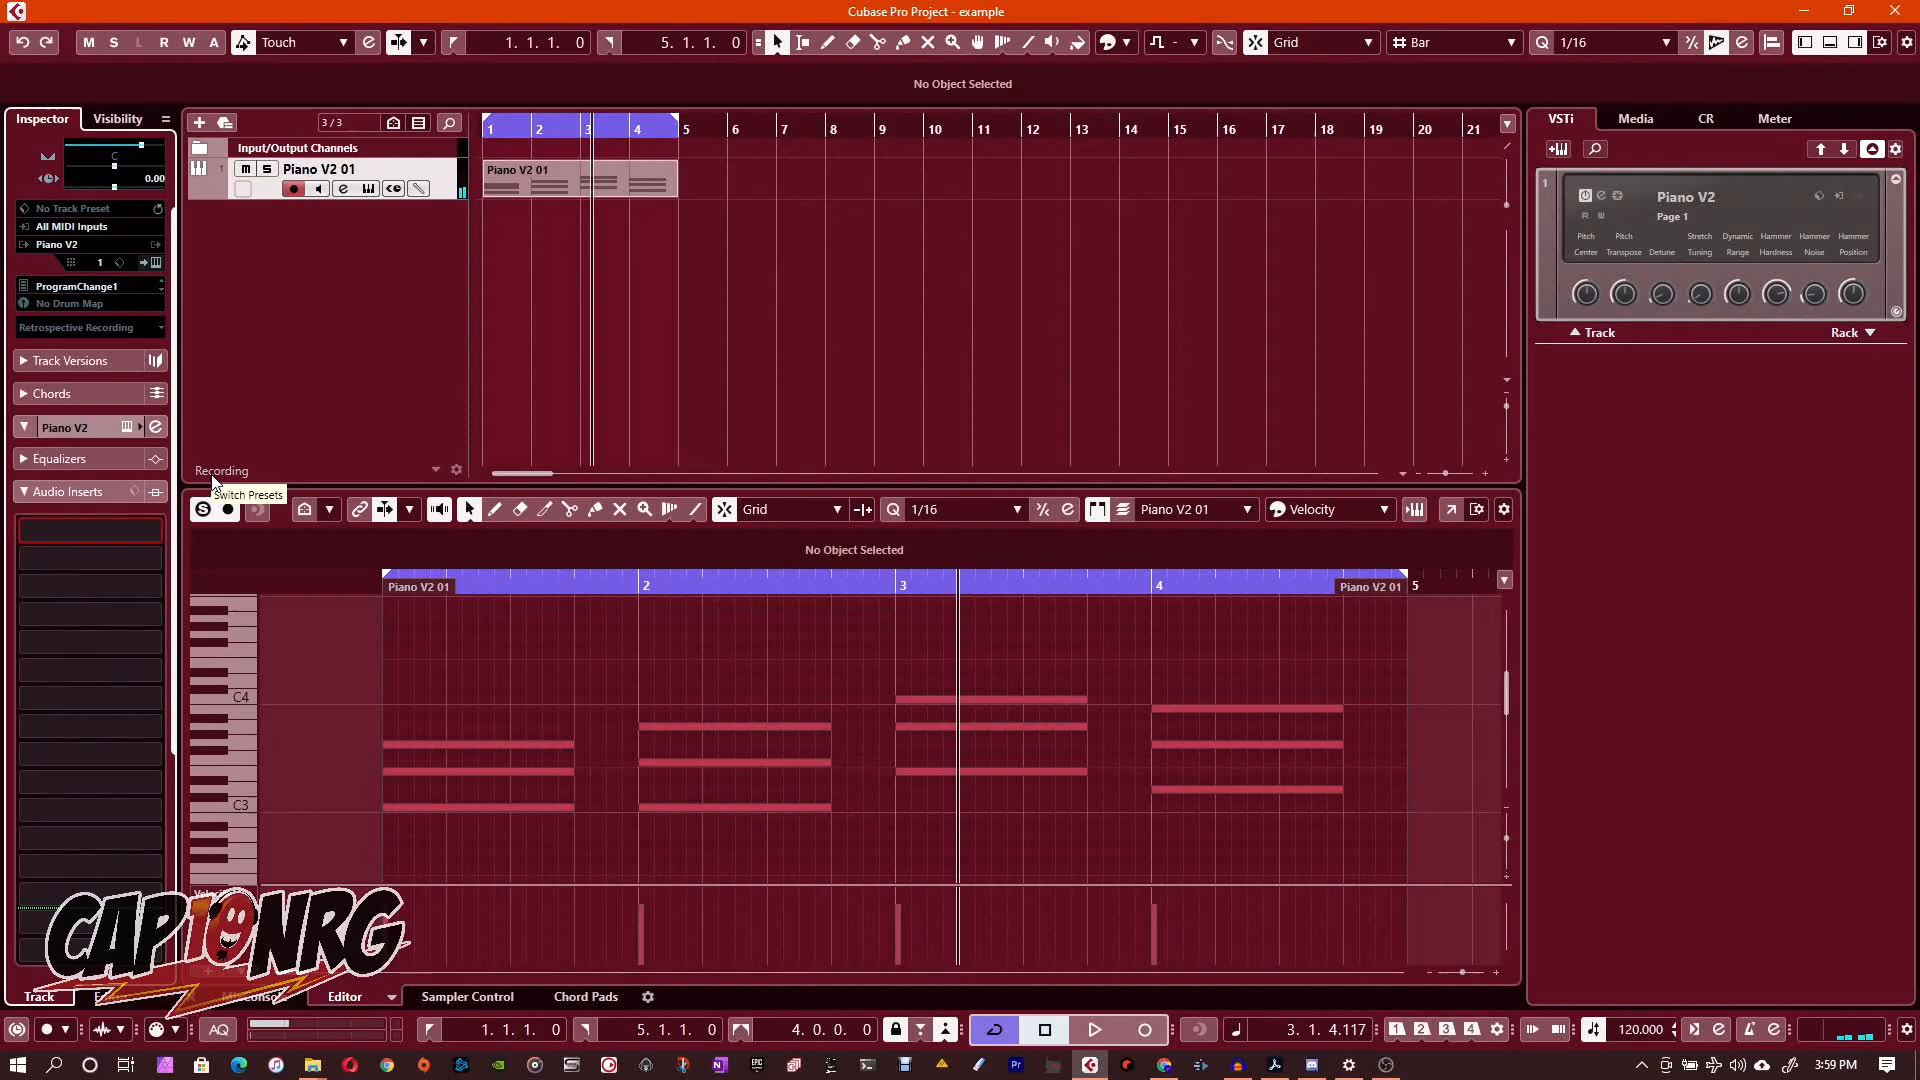 Cubase Pro Project - example
M S L R W A Touch 1. 1. 1. 0 5. 1. 1. 0 Grid Bar 1/16
No Object Selected
Inspector Visibility
C
0.00
No Track Preset
All MIDI Inputs
Piano V2
1
ProgramChange1
No Drum Map
Retrospective Recording
Track Versions
Chords
Piano V2
Equalizers
Audio Inserts
3 / 3
Input/Output Channels
1 m S Piano V2 01
Recording
Switch Presets
1 2 3 4 5 6 7 8 9 10 11 12 13 14 15 16 17 18 19 20 21
Piano V2 01
VSTi Media CR Meter
1
Piano V2
Page 1
R W
Pitch Pitch Stretch Dynamic Hammer Hammer Hammer
Center Transpose Detune Tuning Range Hardness Noise Position
Track Rack
S Grid 1/16 Piano V2 01 Velocity
No Object Selected
Piano V2 01 2 3 4 Piano V2 01 5
C4
C3
CAPIONRG
Track Editor Sampler Control Chord Pads
AQ 1. 1. 1. 0 5. 1. 1. 0 4. 0. 0. 0 3. 1. 4.117 1 2 3 4 120.000
3:59 PM